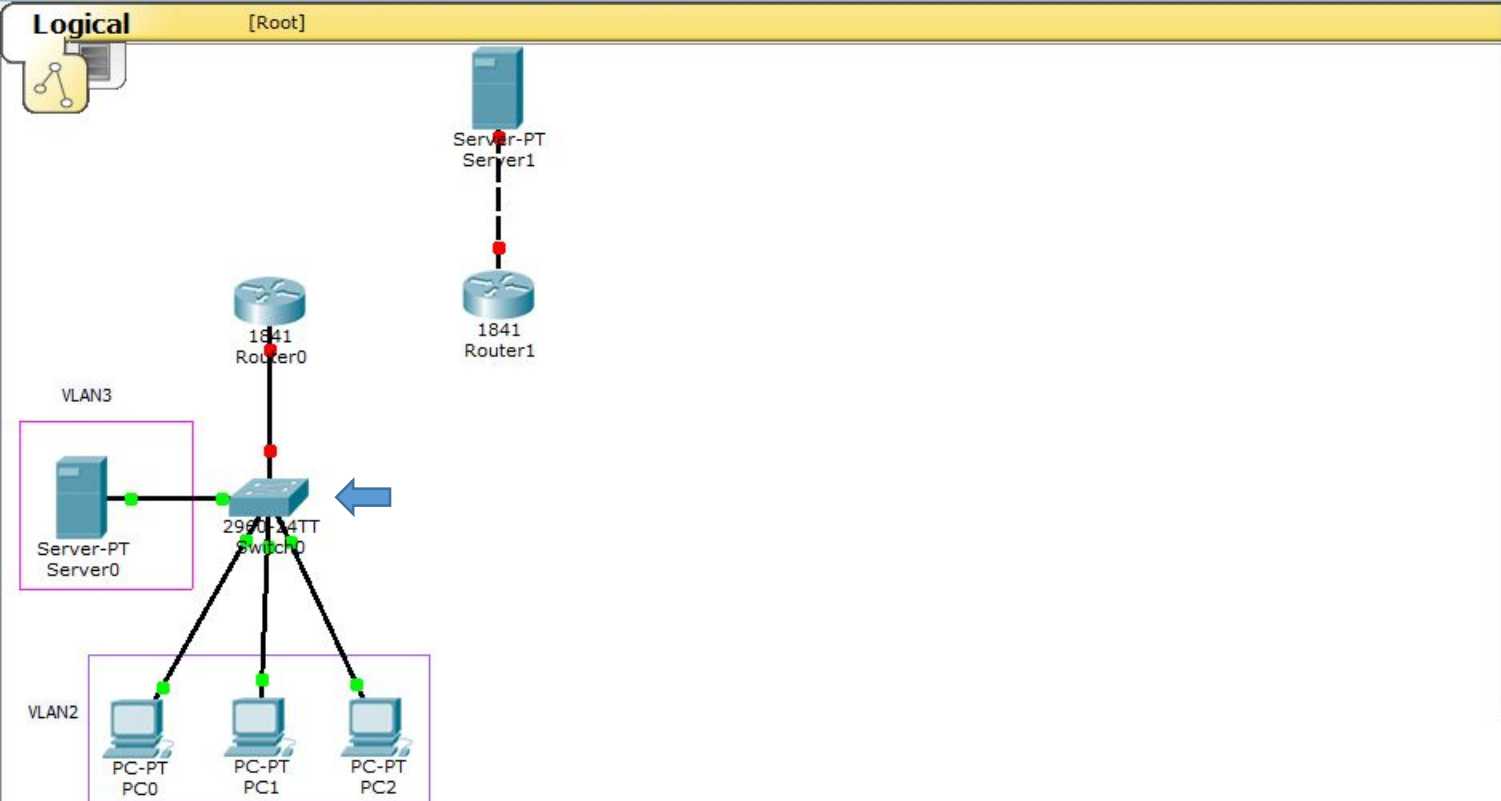 Logical
[Root]
Server-PT
Server1
1841
Router0
1841
Router1
VLAN3
Server-PT
Server0
2960-24TT
Switch0
VLAN2
PC-PT
PC0
PC-PT
PC1
PC-PT
PC2